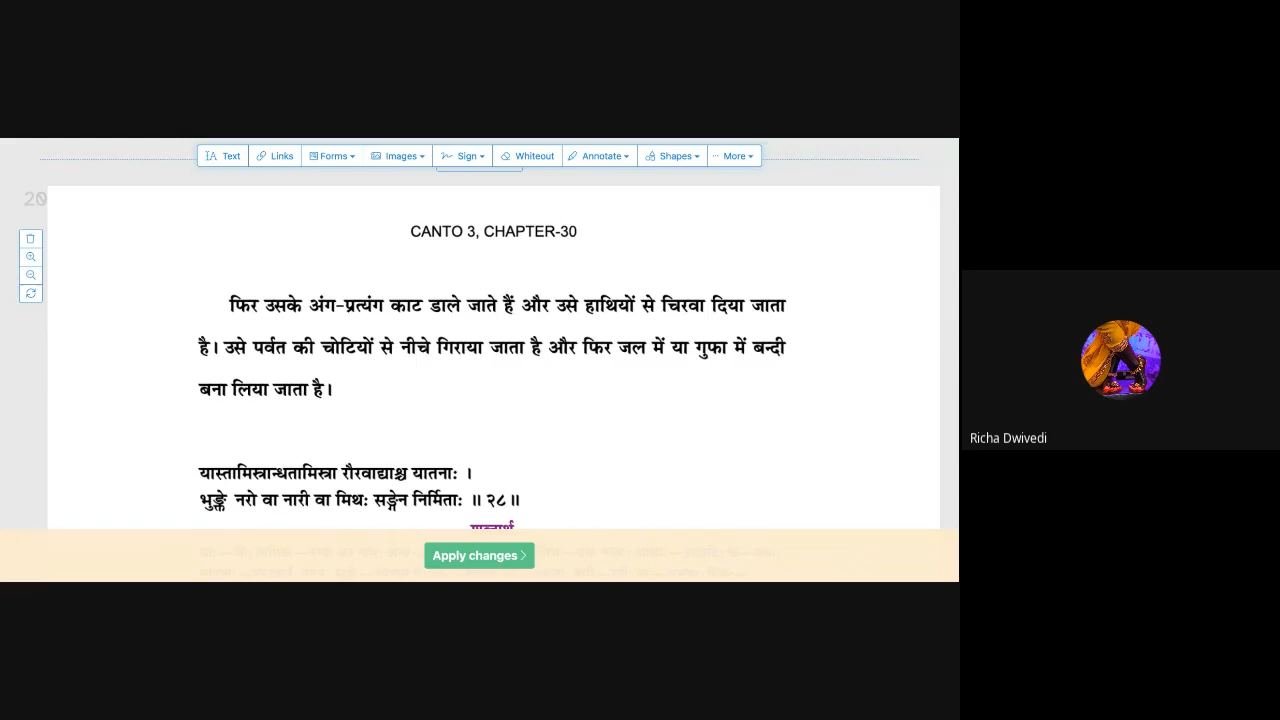 Text Links Forms Images Sign Whiteout Annotate Shapes More
20
CANTO 3, CHAPTER-30
फिर उसके अंग-प्रत्यंग काट डाले जाते हैं और उसे हाथियों से चिरवा दिया जाता
है। उसे पर्वत की चोटियों से नीचे गिराया जाता है और फिर जल में या गुफा में बन्दी
बना लिया जाता है।
यास्तामिस्त्रान्धतामिस्त्रा रौरवाद्याश्च यातनाः ।
भुङ्क्ते नरो वा नारी वा मिथः सङ्गेन निर्मिताः ॥ २८॥
Apply changes
Richa Dwivedi